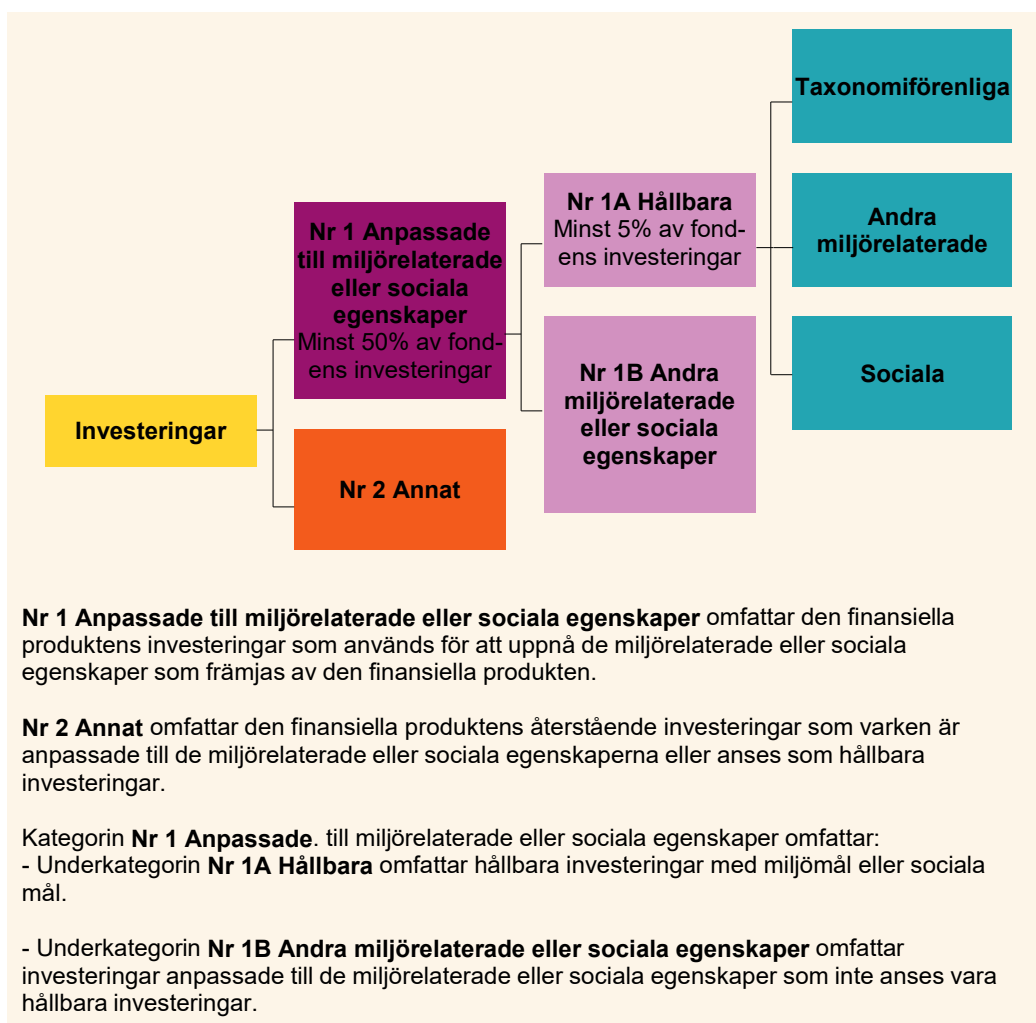 Taxonomiförenliga
Nr 1A Hållbara
Minst 5% av fond-
ens investeringar
Andra
miljörelaterade
Nr 1 Anpassade
till miljörelaterade
eller sociala
egenskaper
Minst 50% av fond-
ens investeringar
Nr 1B Andra
miljörelaterade
eller sociala
egenskaper
Sociala
Investeringar
Nr 2 Annat
Nr 1 Anpassade till miljörelaterade eller sociala egenskaper omfattar den finansiella
produktens investeringar som används för att uppnå de miljörelaterade eller sociala
egenskaper som främjas av den finansiella produkten.
Nr 2 Annat omfattar den finansiella produktens återstående investeringar som varken är
anpassade till de miljörelaterade eller sociala egenskaperna eller anses som hållbara
investeringar.
Kategorin Nr 1 Anpassade. till miljörelaterade eller sociala egenskaper omfattar:
- Underkategorin Nr 1A Hållbara omfattar hållbara investeringar med miljömål eller sociala
mål.
- Underkategorin Nr 1B Andra miljörelaterade eller sociala egenskaper omfattar
investeringar anpassade till de miljörelaterade eller sociala egenskaper som inte anses vara
hållbara investeringar.